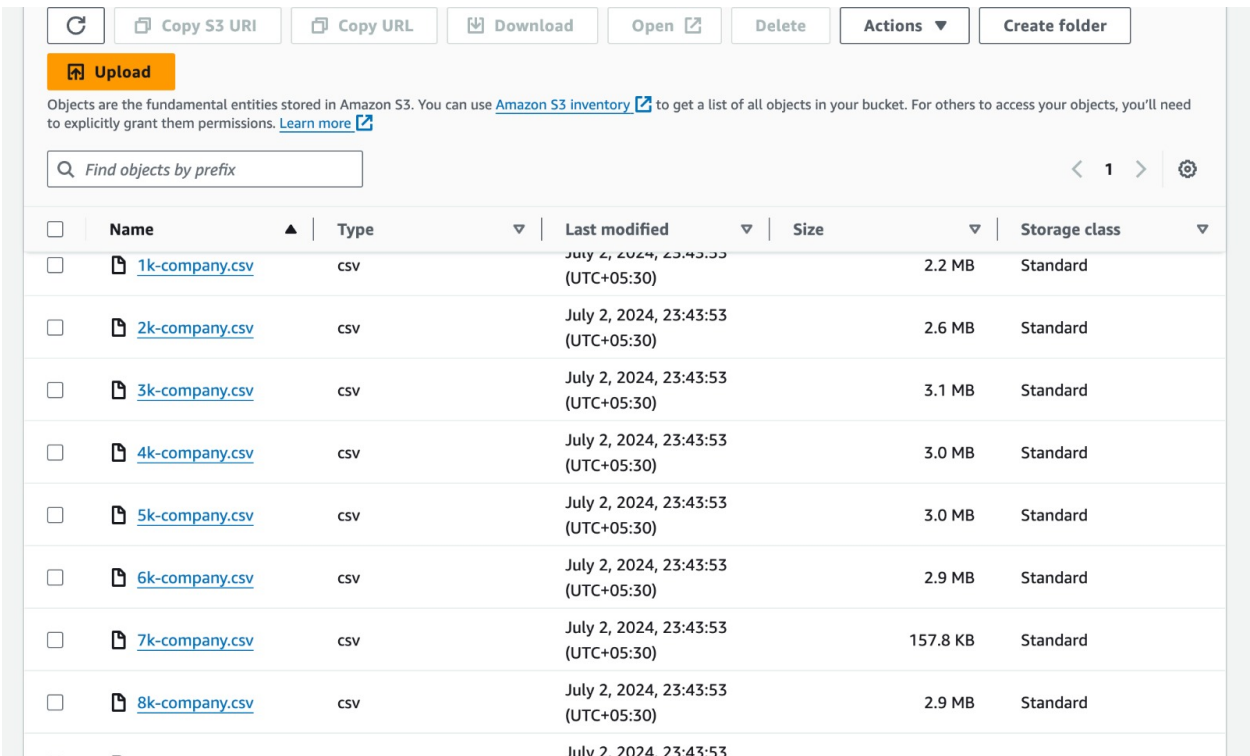 Copy S3 URI Copy URL Download Open Delete Actions Create folder
Upload
Objects are the fundamental entities stored in Amazon S3. You can use Amazon S3 inventory to get a list of all objects in your bucket. For others to access your objects, you’ll need
to explicitly grant them permissions. Learn more
Find objects by prefix
1
Name Type Last modified Size Storage class
1k-company.csv csv July 2, 2024, 23:43:53 (UTC+05:30) 2.2 MB Standard
2k-company.csv csv July 2, 2024, 23:43:53 (UTC+05:30) 2.6 MB Standard
3k-company.csv csv July 2, 2024, 23:43:53 (UTC+05:30) 3.1 MB Standard
4k-company.csv csv July 2, 2024, 23:43:53 (UTC+05:30) 3.0 MB Standard
5k-company.csv csv July 2, 2024, 23:43:53 (UTC+05:30) 3.0 MB Standard
6k-company.csv csv July 2, 2024, 23:43:53 (UTC+05:30) 2.9 MB Standard
7k-company.csv csv July 2, 2024, 23:43:53 (UTC+05:30) 157.8 KB Standard
8k-company.csv csv July 2, 2024, 23:43:53 (UTC+05:30) 2.9 MB Standard
July 2, 2024, 23:43:53